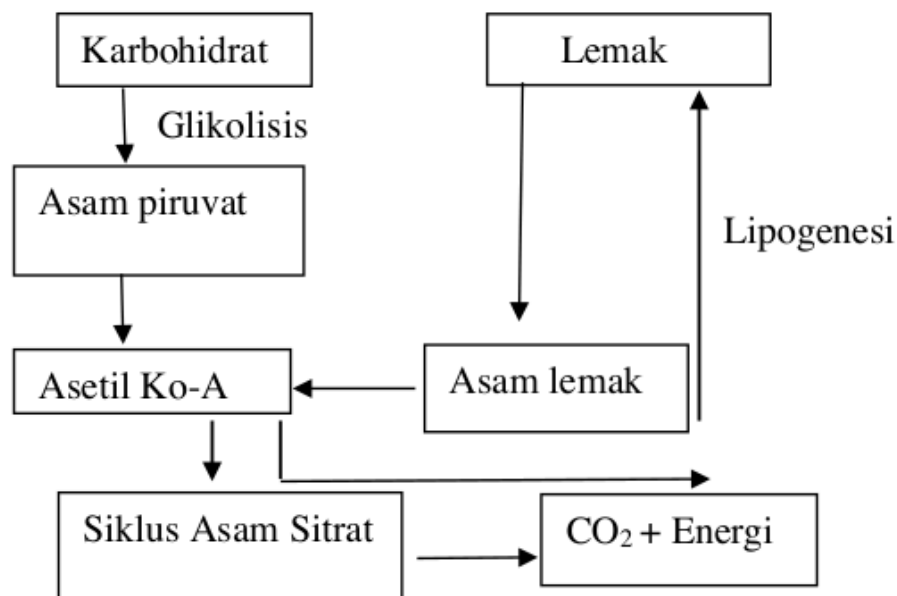 Karbohidrat
Lemak
Glikolisis
Asam piruvat
Lipogenesi
Asetil Ko-A
Asam lemak
Siklus Asam Sitrat
CO₂ + Energi